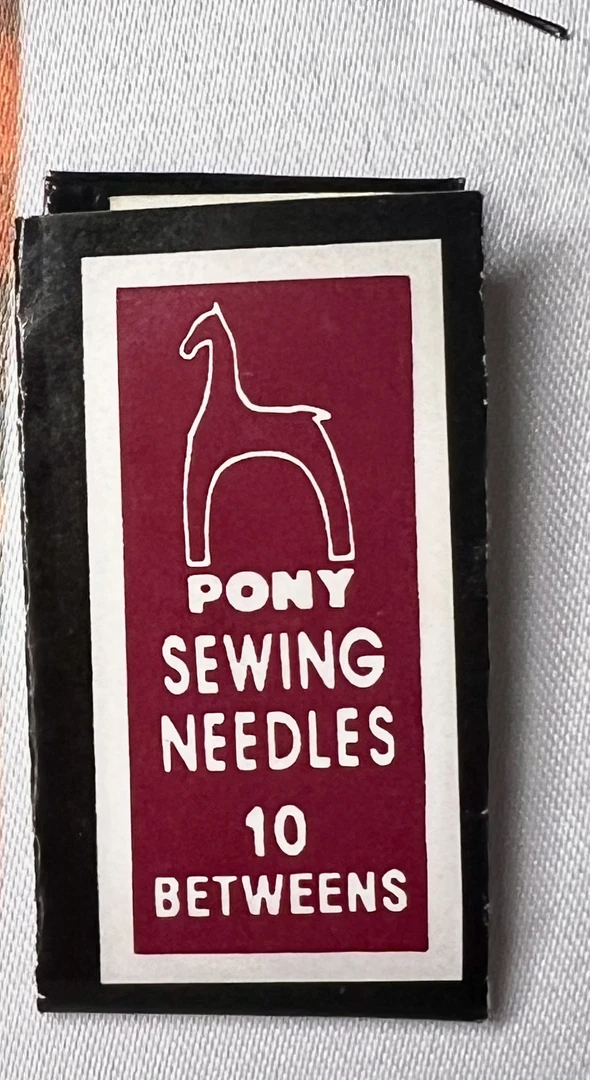 PONY
SEWING
NEEDLES
10
BETWEENS